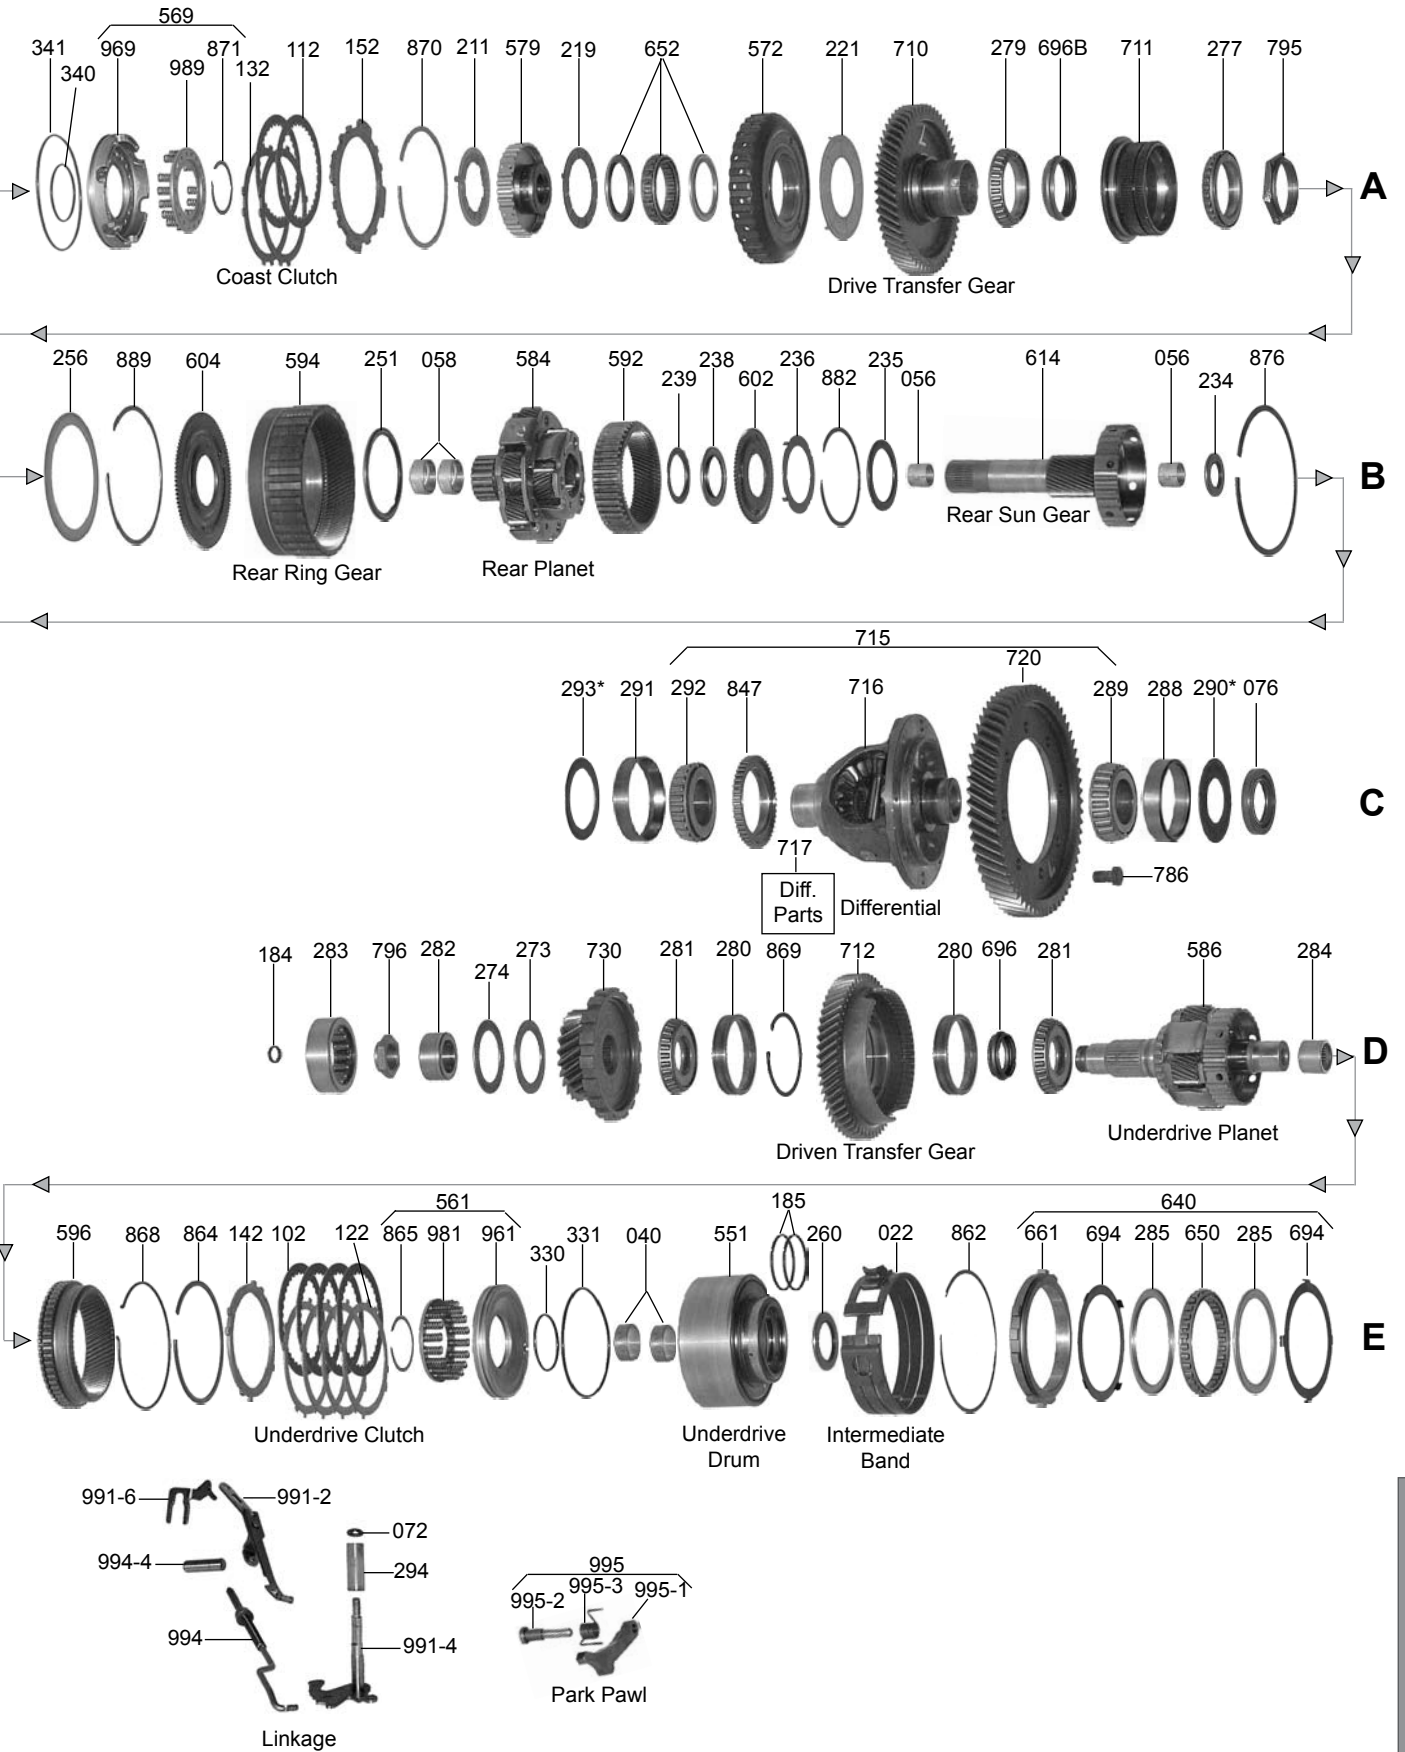 569
341 969 871 112 152 870 211 579 219 652 572 221 710 279 696B 711 277 795
340 989 132
A
Coast Clutch
Drive Transfer Gear
256 889 604 594 251 058 584 592 238 236 235 614 056 876
239 602 882 056 234
B
Rear Sun Gear
Rear Ring Gear
Rear Planet
715
720
293* 291 292 847 716 289 288 290* 076
C
717
786
Diff.
Parts
Differential
184 283 796 282 274 273 730 281 280 869 712 280 696 281 586 284
D
Underdrive Planet
Driven Transfer Gear
561 185 640
596 868 864 142 102 122 865 981 961 330 331 040 551 260 022 862 661 694 285 650 285 694
E
Underdrive Clutch
Underdrive
Drum
Intermediate
Band
991-6 991-2
072
994-4
294
995
995-2 995-3 995-1
994
991-4
Park Pawl
Linkage